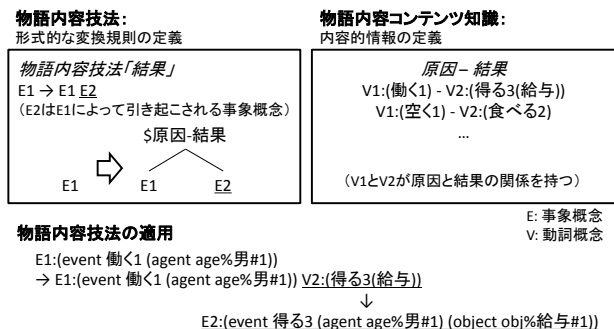 物語内容技法：
形式的な変換規則の定義
物語内容技法「結果」
E1 → E1 E2
（E2はE1によって引き起こされる事象概念）
$原因-結果
E1
E1
E2
物語内容コンテンツ知識：
内容的情報の定義
原因 – 結果
V1:(働く1) - V2:(得る3(給与))
V1:(空く1) - V2:(食べる2)
…
（V1とV2が原因と結果の関係を持つ）
E: 事象概念
V: 動詞概念
物語内容技法の適用
E1:(event 働く1 (agent age%男#1))
→ E1:(event 働く1 (agent age%男#1)) V2:(得る3(給与))
↓
E2:(event 得る3 (agent age%男#1) (object obj%給与#1))